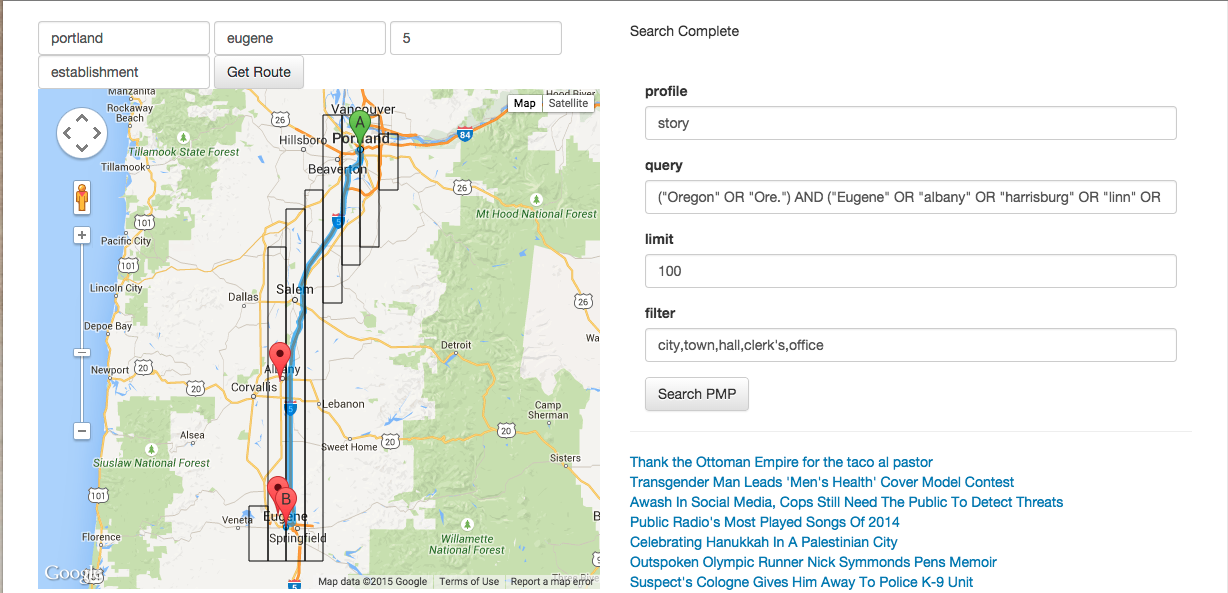 portland
eugene
5
establishment
Get Route
Manzanita
Rockaway
Beach
Tillamook State Forest
Tillamook
26
Hillsboro
Vancouver
A
Portland
Beaverton
Hood River
Map
Satellite
84
26
Mt Hood National Forest
5
101
Pacific City
101
Lincoln City
Dallas
Salem
26
Depoe Bay
Newport
20
20
Albany
Corvallis
5
Lebanon
Detroit
Camp
Sherman
20
Sweet Home
20
Sisters
Alsea
Siuslaw National Forest
101
Veneta
B
Eugene
Springfield
Florence
Willamette
National Forest
Google
5
Map data ©2015 Google
Terms of Use
Report a map error
Search Complete
profile
story
query
("Oregon" OR "Ore.") AND ("Eugene" OR "albany" OR "harrisburg" OR "linn" OR
limit
100
filter
city,town,hall,clerk's,office
Search PMP
Thank the Ottoman Empire for the taco al pastor
Transgender Man Leads 'Men's Health' Cover Model Contest
Awash In Social Media, Cops Still Need The Public To Detect Threats
Public Radio's Most Played Songs Of 2014
Celebrating Hanukkah In A Palestinian City
Outspoken Olympic Runner Nick Symmonds Pens Memoir
Suspect's Cologne Gives Him Away To Police K-9 Unit